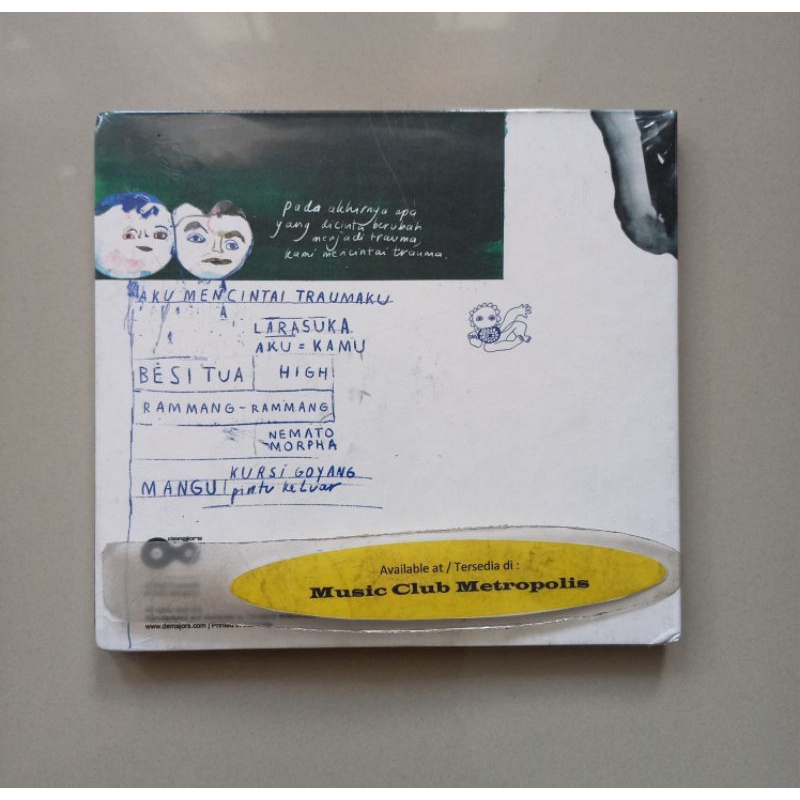 pada akhirnya apa
yang dicinta berubah
menjadi trauma,
kami mencintai trauma.
AKU MENCINTAI TRAUMAKU
LARASUKA
AKU = KAMU
BESI TUA HIGH
RAMMANG-RAMMANG
NEMATO
MORPHA
MANGU KURSI GOYANG
pintu keluar
demajors
Available at / Tersedia di :
Music Club Metropolis
www.demajors.com | Printed